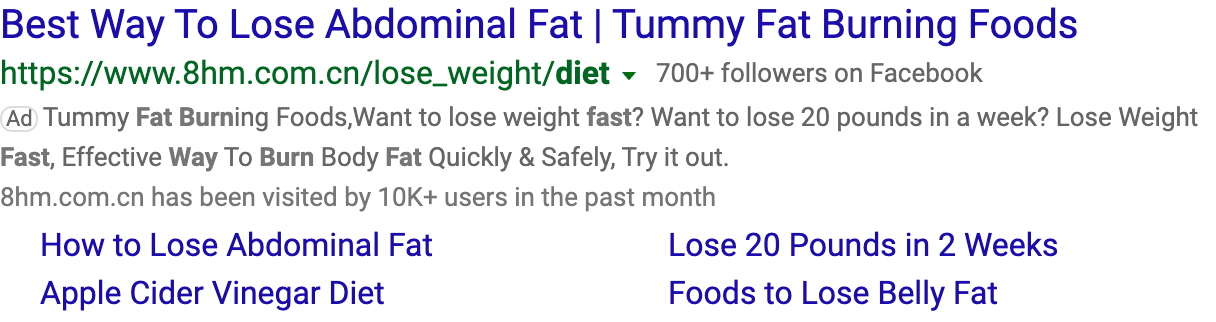 Best Way To Lose Abdominal Fat | Tummy Fat Burning Foods
https://www.8hm.com.cn/lose_weight/diet 700+ followers on Facebook
Ad Tummy Fat Burning Foods,Want to lose weight fast? Want to lose 20 pounds in a week? Lose Weight
Fast, Effective Way To Burn Body Fat Quickly & Safely, Try it out.
8hm.com.cn has been visited by 10K+ users in the past month
How to Lose Abdominal Fat Lose 20 Pounds in 2 Weeks
Apple Cider Vinegar Diet Foods to Lose Belly Fat